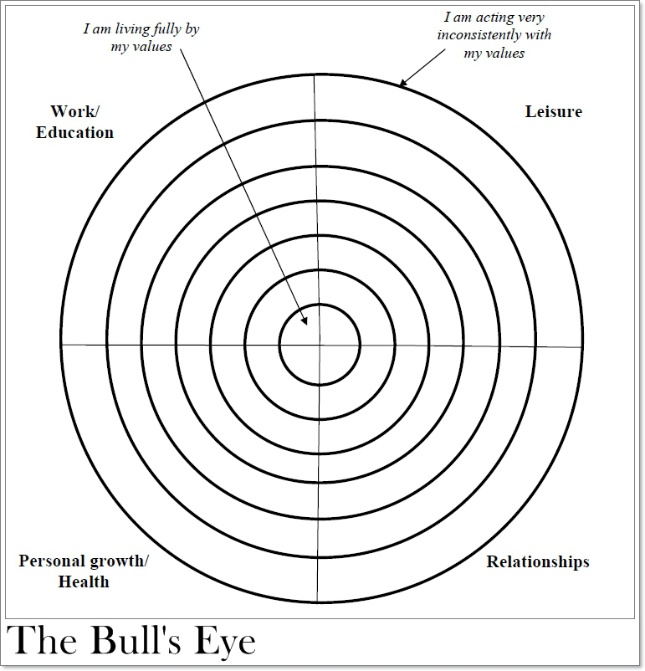 I am living fully by
my values
I am acting very
inconsistently with
my values
Work/
Education
Leisure
Personal growth/
Health
Relationships
The Bull's Eye